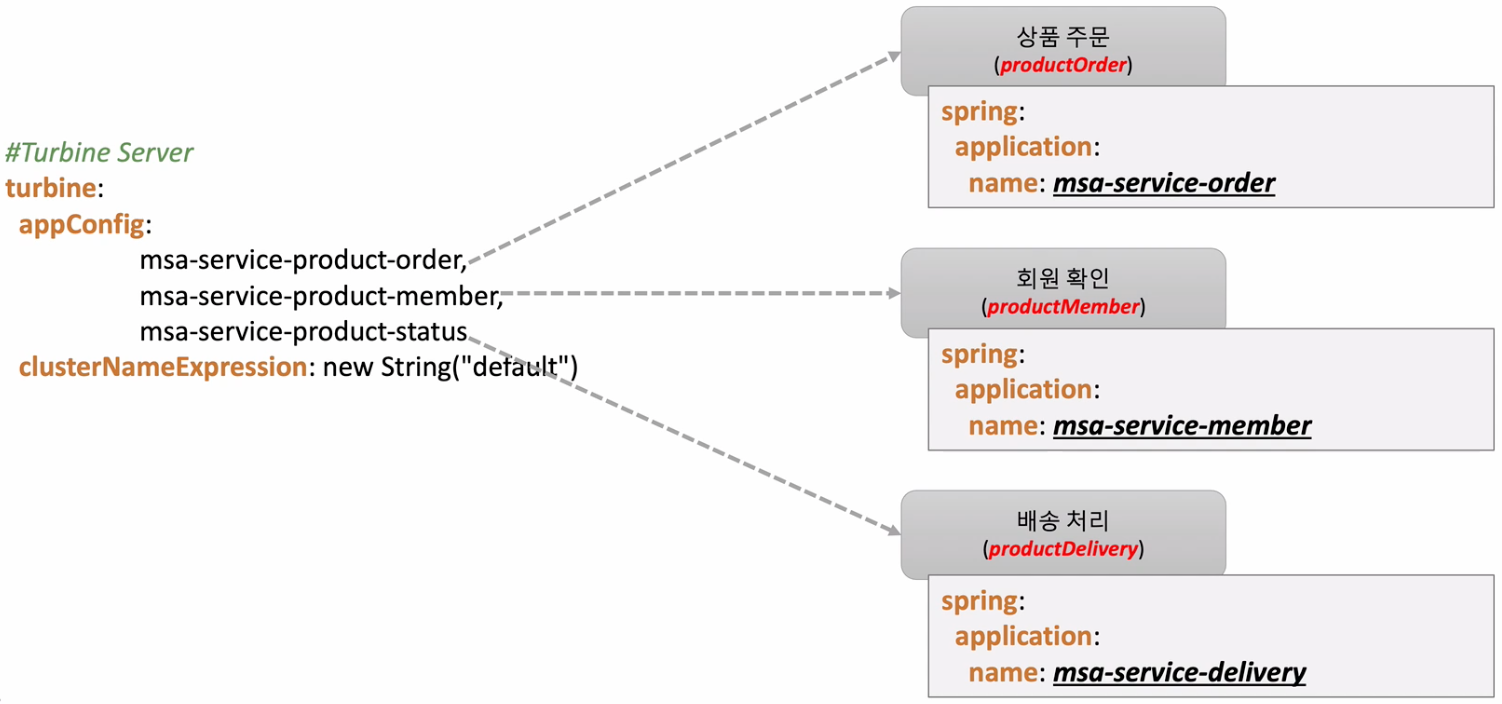 #Turbine Server
turbine:
appConfig:
msa-service-product-order,
msa-service-product-member,
msa-service-product-status
clusterNameExpression: new String("default")
상품 주문
(productOrder)
spring:
application:
name: msa-service-order
회원 확인
(productMember)
spring:
application:
name: msa-service-member
배송 처리
(productDelivery)
spring:
application:
name: msa-service-delivery